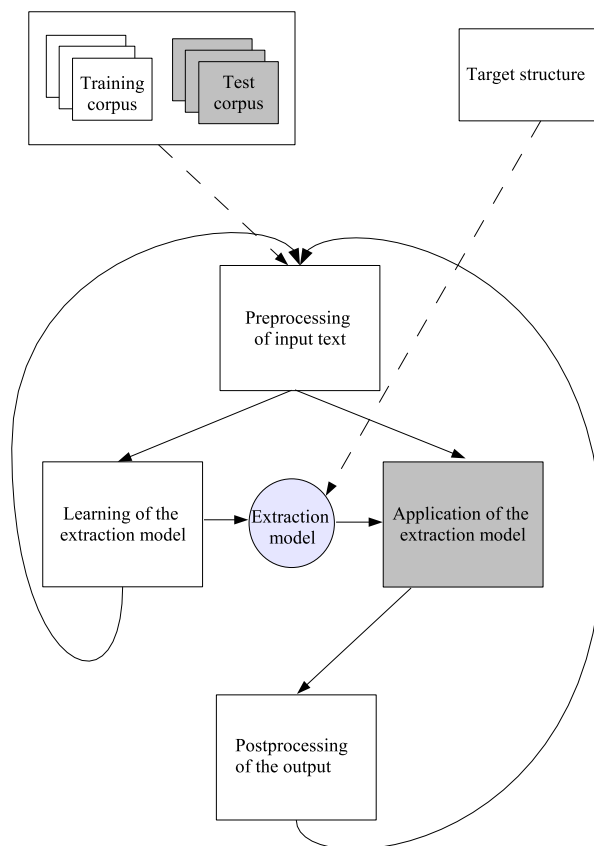 Training
corpus
Test
corpus
Target structure
Preprocessing
of input text
Learning of the
extraction model
Extraction
model
Application of the
extraction model
Postprocessing
of the output